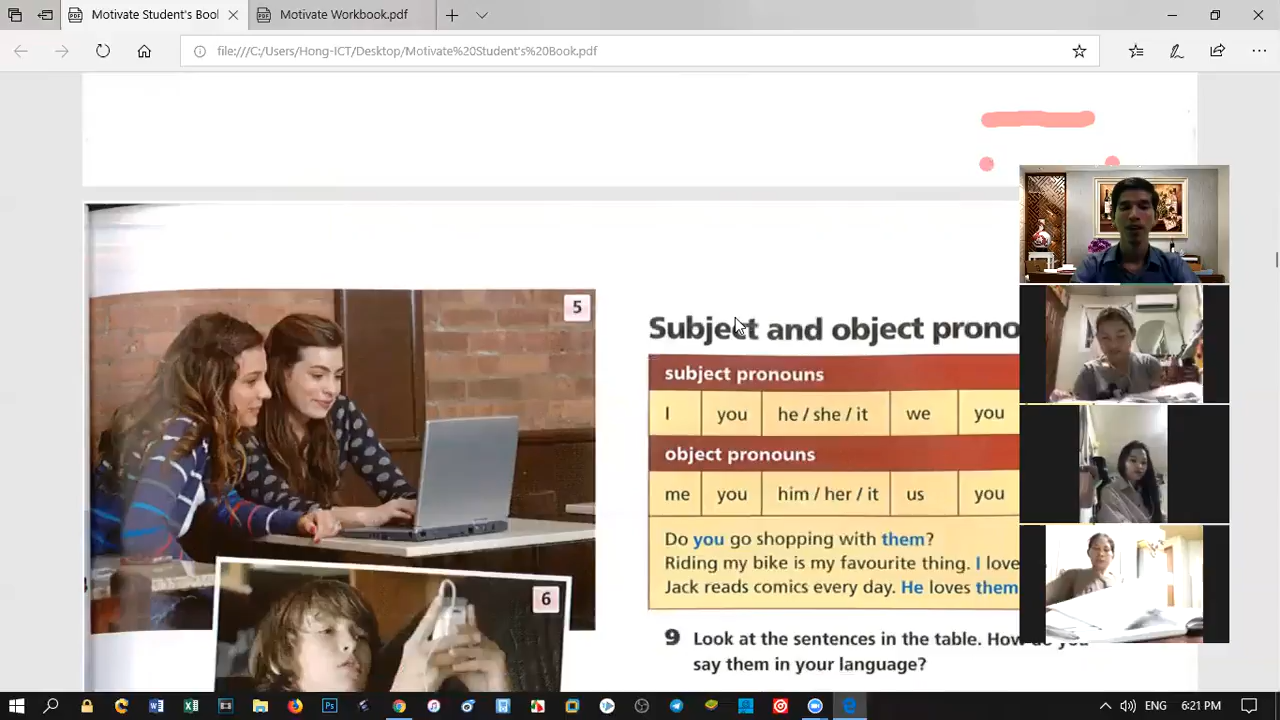 Motivate Student's Bool
Motivate Workbook.pdf
file:///C:/Users/Hong-ICT/Desktop/Motivate%20Student's%20Book.pdf
5
Subject and object prono
subject pronouns
I you he / she / it we you
object pronouns
me you him / her / it us you
Do you go shopping with them?
Riding my bike is my favourite thing. I love
Jack reads comics every day. He loves them
6
9 Look at the sentences in the table. How do you
say them in your language?
ENG 6:21 PM